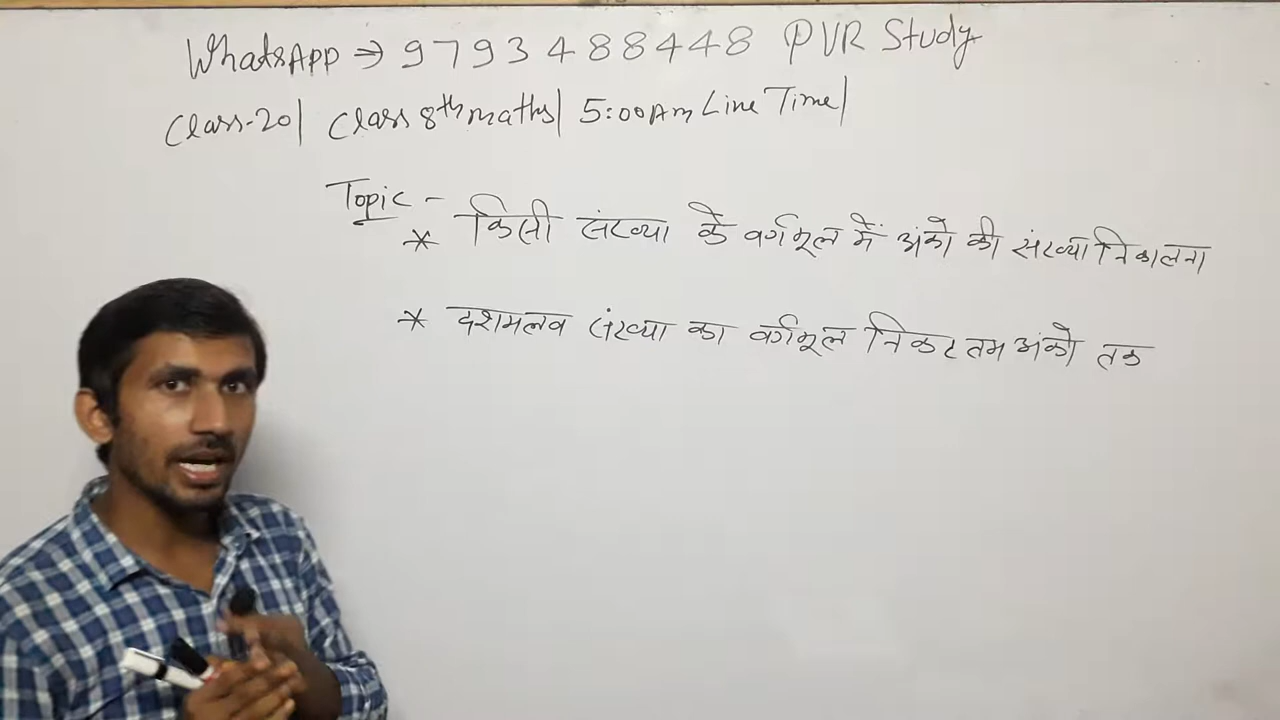 WhatsApp → 9793488448 PVR Study
Class-20| Class 8th maths| 5:00 Am Line Time|
Topic -
* किसी संख्या के वर्गमूल में अंको की संख्या निकालना
* दशमलव संख्या का वर्गमूल निकटतम अंको तक